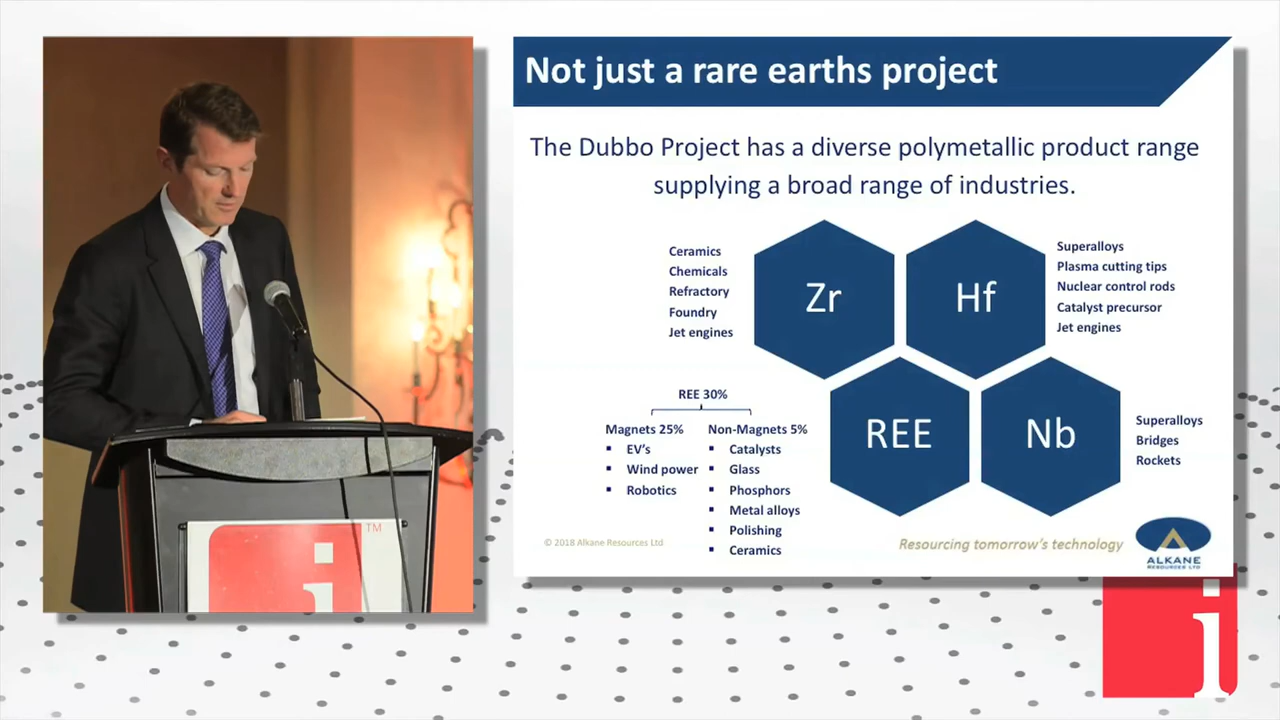 Not just a rare earths project
The Dubbo Project has a diverse polymetallic product range
supplying a broad range of industries.
Ceramics
Chemicals
Refractory
Foundry
Jet engines
Zr
Hf
Superalloys
Plasma cutting tips
Nuclear control rods
Catalyst precursor
Jet engines
REE 30%
Magnets 25%
▪ EV's
▪ Wind power
▪ Robotics
Non-Magnets 5%
▪ Catalysts
▪ Glass
▪ Phosphors
▪ Metal alloys
▪ Polishing
▪ Ceramics
REE
Nb
Superalloys
Bridges
Rockets
© 2018 Alkane Resources Ltd
Resourcing tomorrow's technology
ALKANE
RESOURCES LTD
i
TM
i